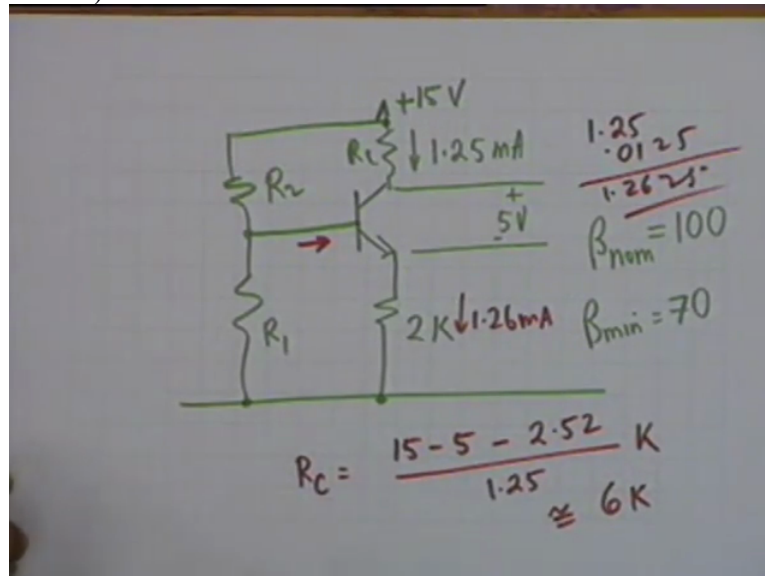 +15V
1.25
.0125
1.2625
RL ↓ 1.25mA
R2
+
5V
-
βnom = 100
R1
2K ↓1.26mA
βmin = 70
RC = 15 - 5 - 2.52 / 1.25 K
≅ 6K